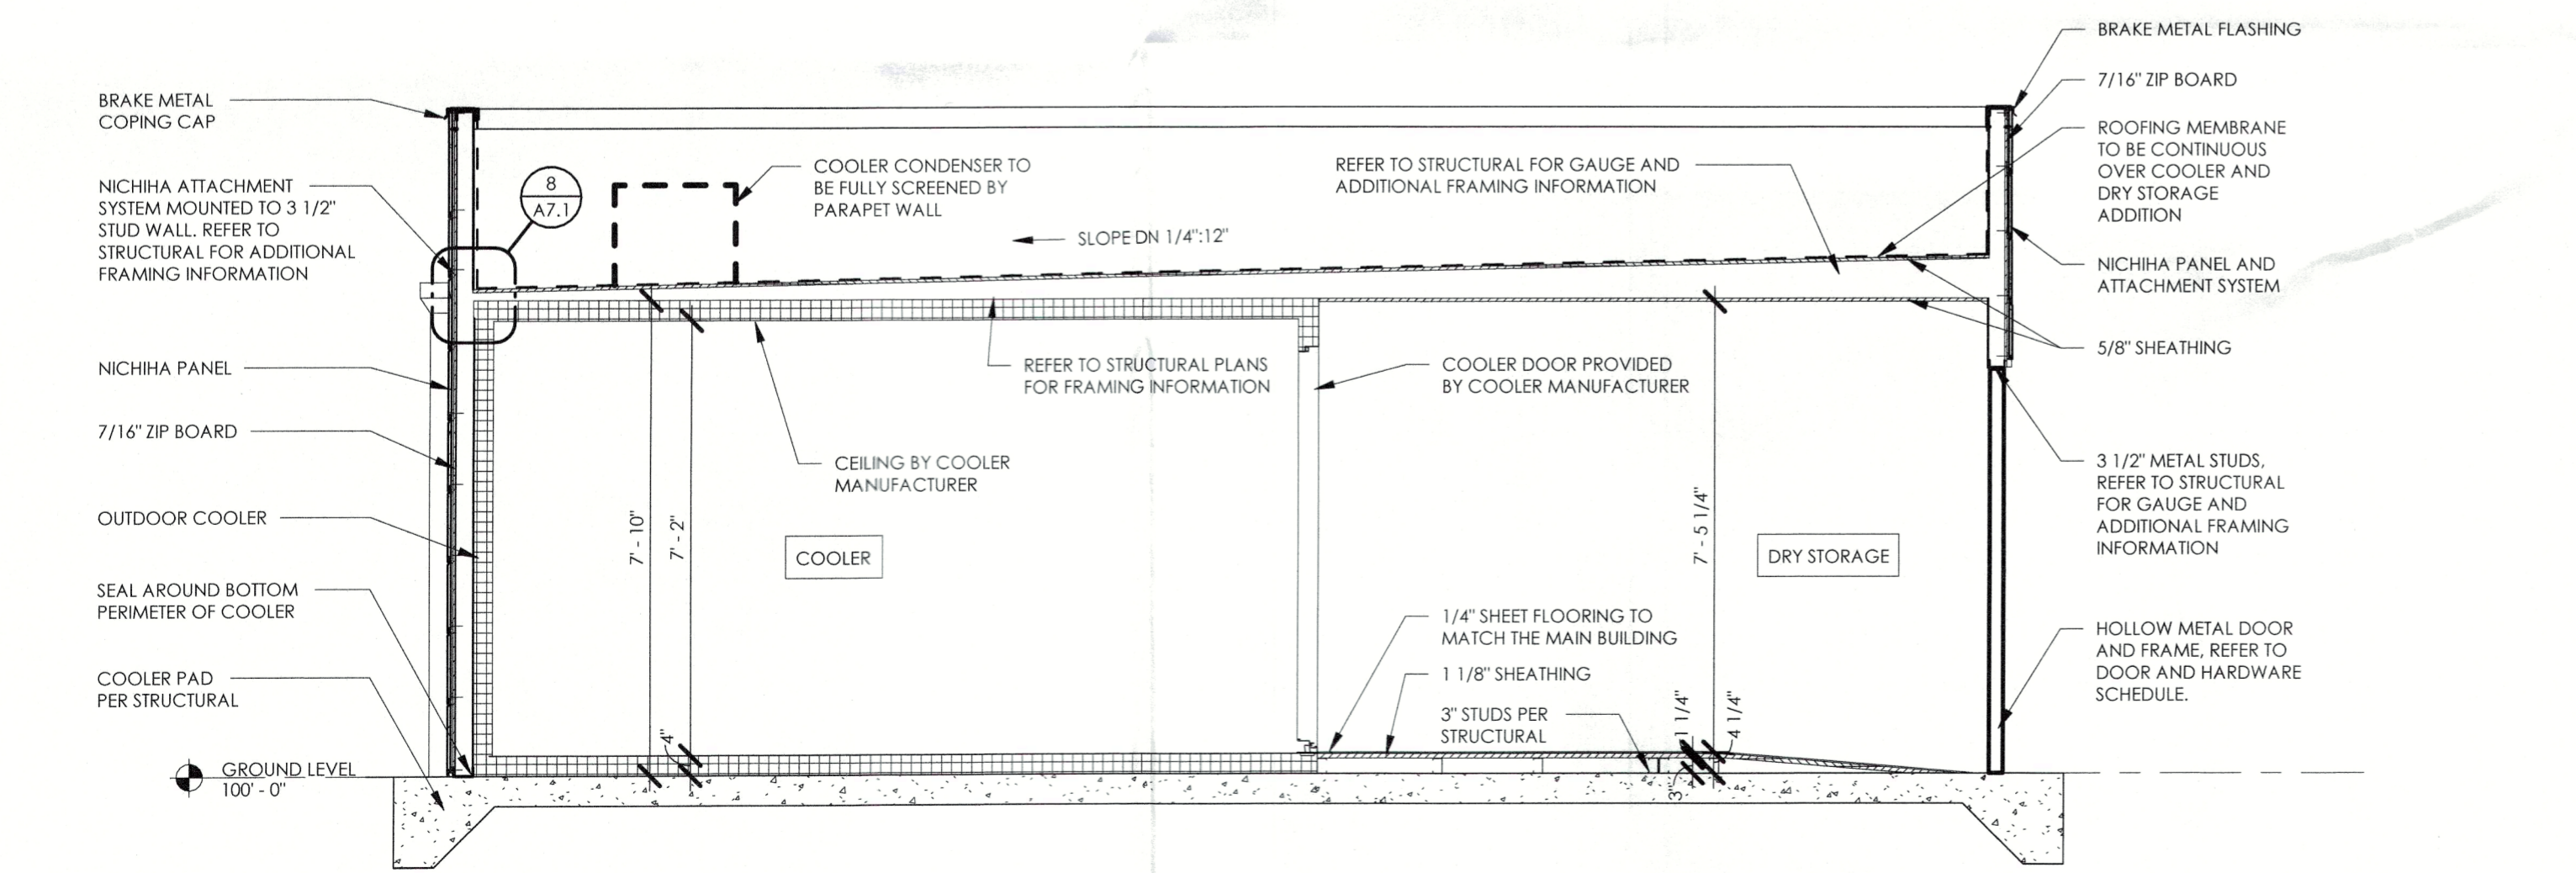 BRAKE METAL
COPING CAP
NICHIHA ATTACHMENT
SYSTEM MOUNTED TO 3 1/2"
STUD WALL. REFER TO
STRUCTURAL FOR ADDITIONAL
FRAMING INFORMATION
NICHIHA PANEL
7/16" ZIP BOARD
OUTDOOR COOLER
SEAL AROUND BOTTOM
PERIMETER OF COOLER
COOLER PAD
PER STRUCTURAL
GROUND LEVEL
100' - 0"
8
A7.1
COOLER CONDENSER TO
BE FULLY SCREENED BY
PARAPET WALL
SLOPE DN 1/4":12"
REFER TO STRUCTURAL FOR GAUGE AND
ADDITIONAL FRAMING INFORMATION
REFER TO STRUCTURAL PLANS
FOR FRAMING INFORMATION
COOLER DOOR PROVIDED
BY COOLER MANUFACTURER
CEILING BY COOLER
MANUFACTURER
7' - 10"
7' - 2"
4"
COOLER
7' - 5 1/4"
DRY STORAGE
1/4" SHEET FLOORING TO
MATCH THE MAIN BUILDING
1 1/8" SHEATHING
3" STUDS PER
STRUCTURAL
1 1/4"
4 1/4"
3"
BRAKE METAL FLASHING
7/16" ZIP BOARD
ROOFING MEMBRANE
TO BE CONTINUOUS
OVER COOLER AND
DRY STORAGE
ADDITION
NICHIHA PANEL AND
ATTACHMENT SYSTEM
5/8" SHEATHING
3 1/2" METAL STUDS,
REFER TO STRUCTURAL
FOR GAUGE AND
ADDITIONAL FRAMING
INFORMATION
HOLLOW METAL DOOR
AND FRAME, REFER TO
DOOR AND HARDWARE
SCHEDULE.